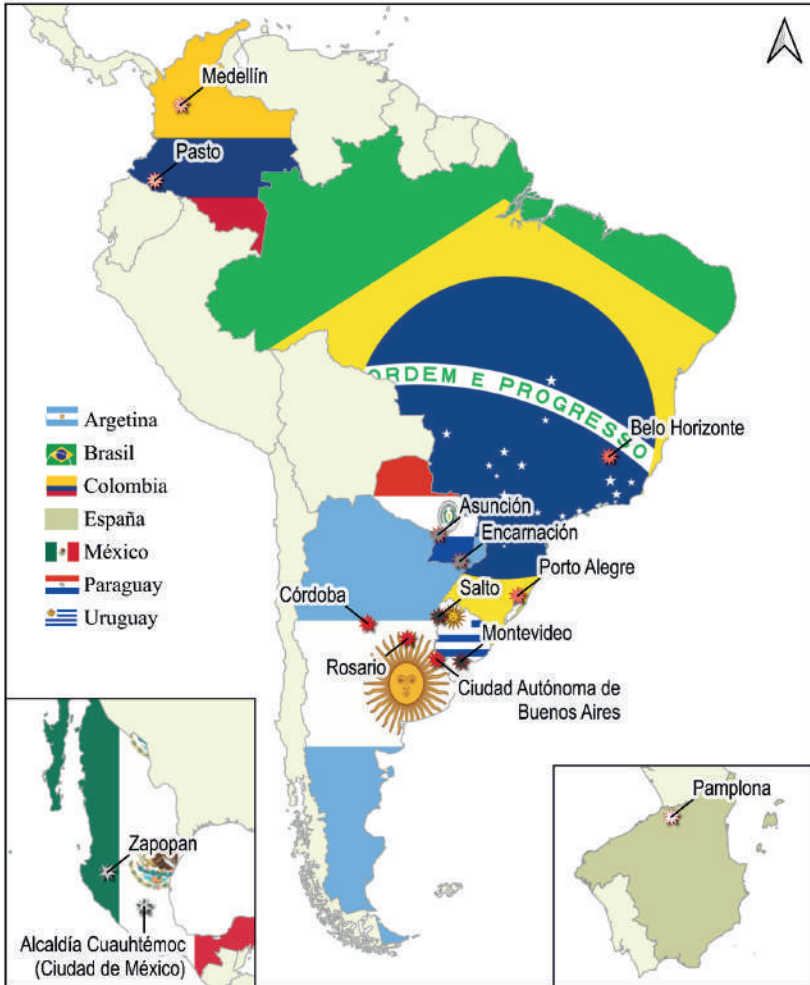 Medellín
Pasto
ORDEM E PROGRESSO
Belo Horizonte
Argetina
Brasil
Colombia
España
México
Paraguay
Uruguay
Asunción
Encarnación
Porto Alegre
Salto
Córdoba
Montevideo
Rosario
Ciudad Autónoma de
Buenos Aires
Zapopan
Alcaldía Cuauhtémoc
(Ciudad de México)
Pamplona